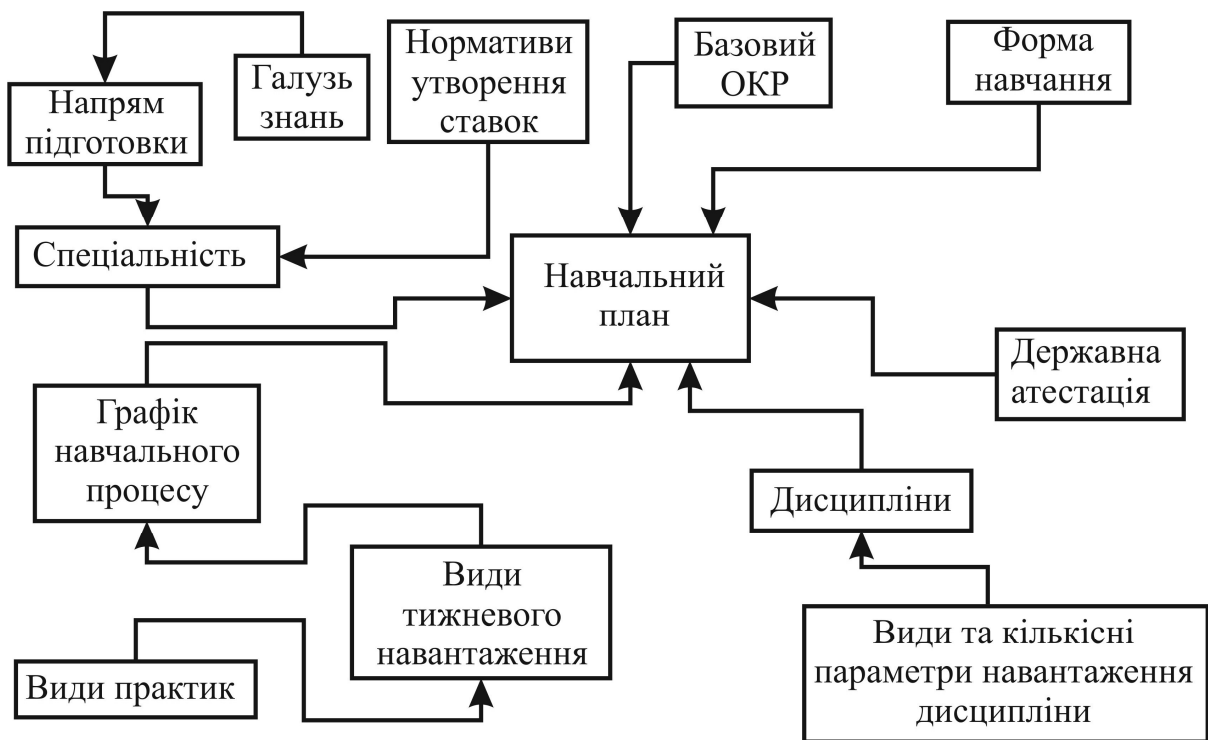 Галузь
знань
Напрям
підготовки
Нормативи
утворення
ставок
Базовий
ОКР
Форма
навчання
Спеціальність
Навчальний
план
Державна
атестація
Графік
навчального
процесу
Дисципліни
Види
тижневого
навантаження
Види практик
Види та кількісні
параметри навантаження
дисципліни